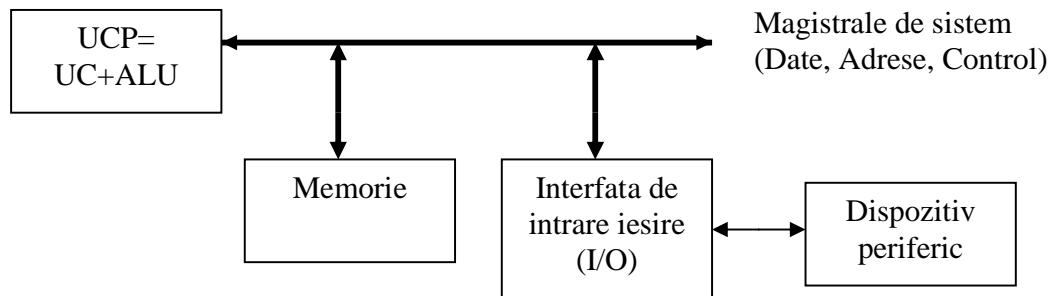 UCP=
UC+ALU
Magistrale de sistem
(Date, Adrese, Control)
Memorie
Interfata de
intrare iesire
(I/O)
Dispozitiv
periferic